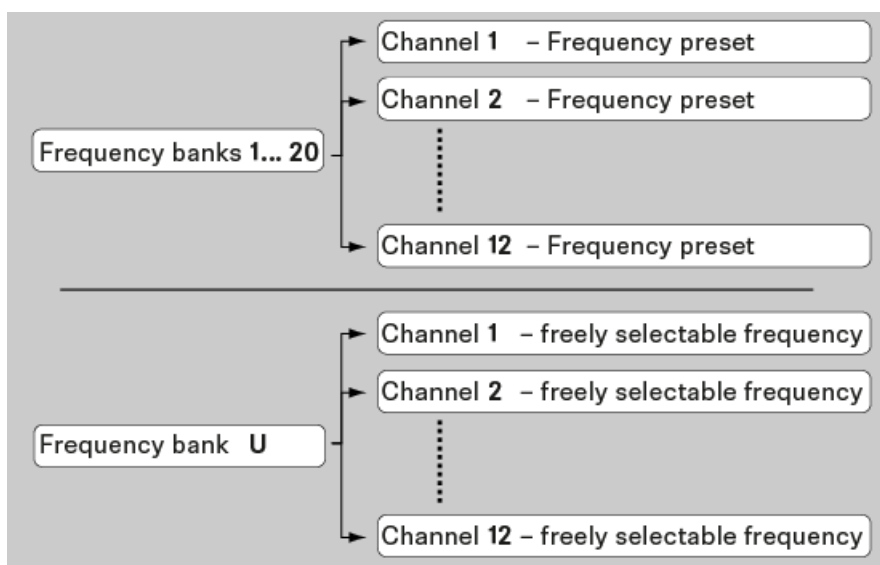 Channel 1 – Frequency preset
Channel 2 – Frequency preset
Frequency banks 1... 20
Channel 12 – Frequency preset
Channel 1 – freely selectable frequency
Channel 2 – freely selectable frequency
Frequency bank U
Channel 12 – freely selectable frequency